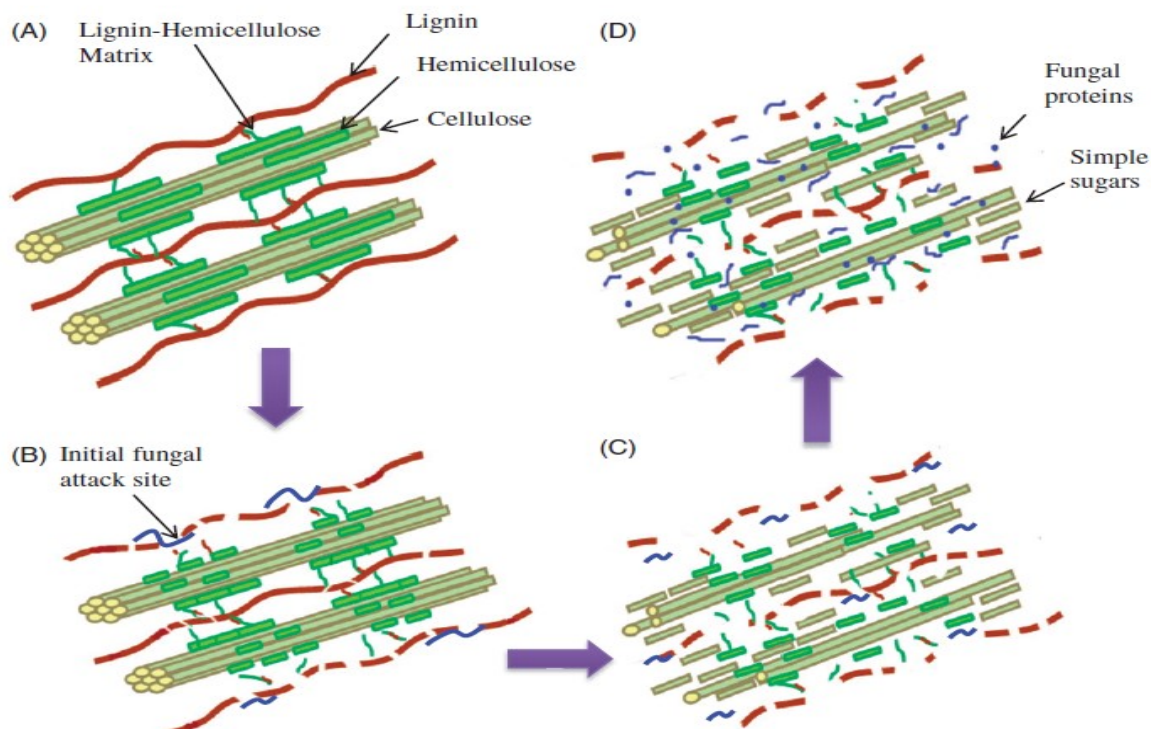 (A)
Lignin-Hemicellulose
Matrix
Lignin
Hemicellulose
Cellulose
(D)
Fungal
proteins
Simple
sugars
(B)
Initial fungal
attack site
(C)